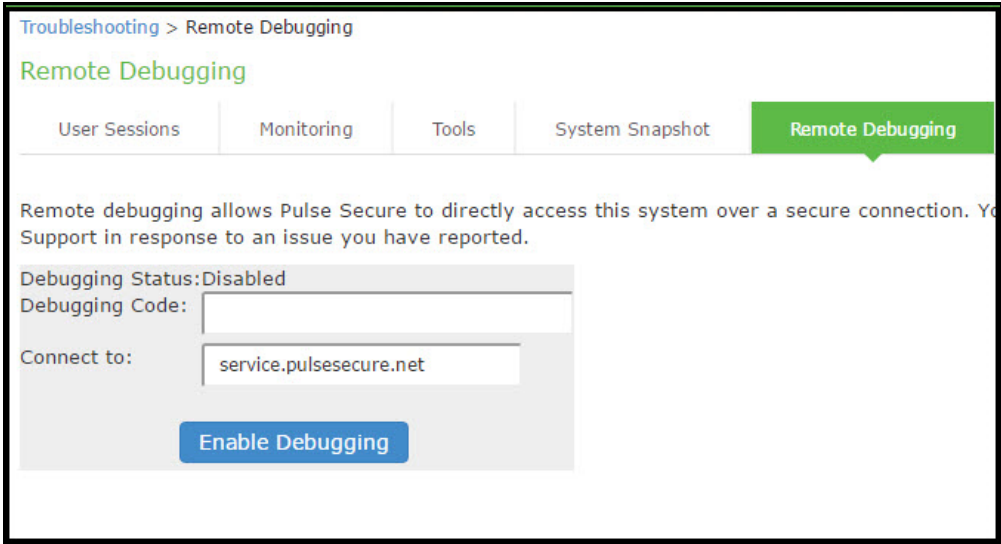 Troubleshooting > Remote Debugging
Remote Debugging
User Sessions Monitoring Tools System Snapshot Remote Debugging
Remote debugging allows Pulse Secure to directly access this system over a secure connection.
Support in response to an issue you have reported.
Debugging Status:Disabled
Debugging Code:
Connect to: service.pulsesecure.net
Enable Debugging